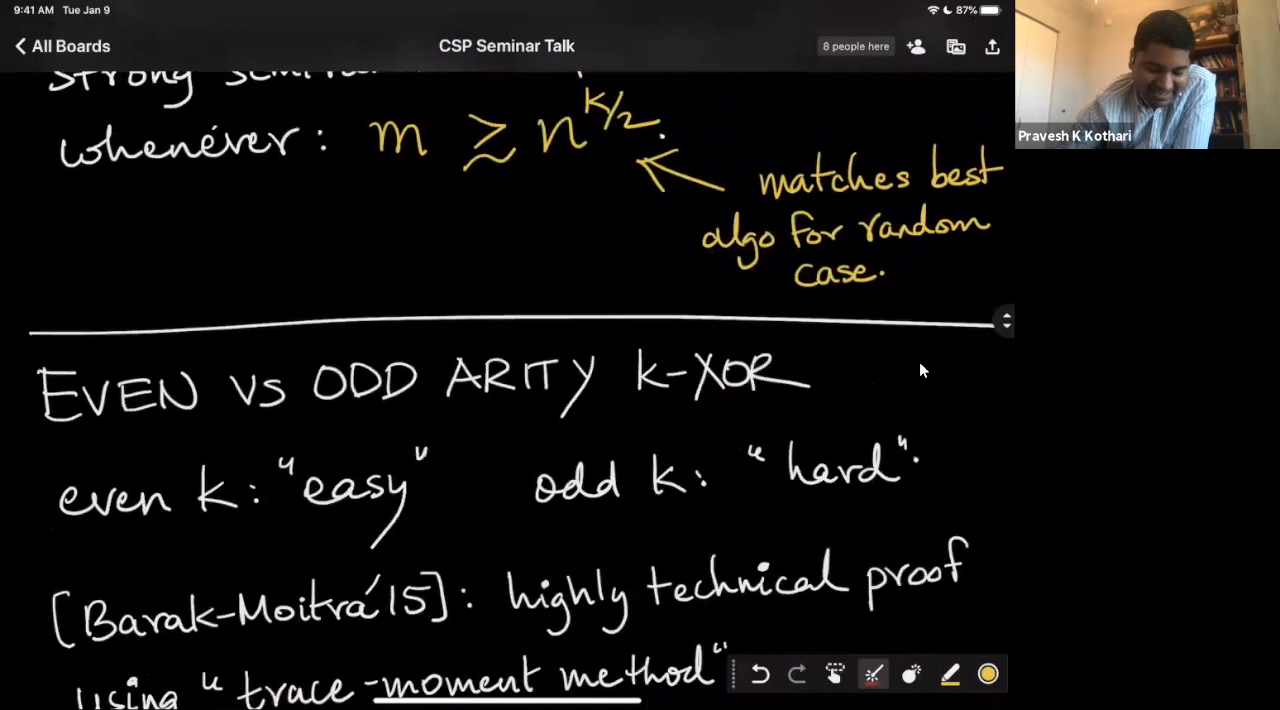 9:41 AM Tue Jan 9
87%
All Boards
CSP Seminar Talk
8 people here
Pravesh K Kothari
strong
whenever: m ≳ n^{k/2}.
matches best
algo for random
case.
EVEN VS ODD ARITY k-XOR
even k: "easy" odd k: "hard".
[Barak-Moitra'15]: highly technical proof
using "trace-moment method"